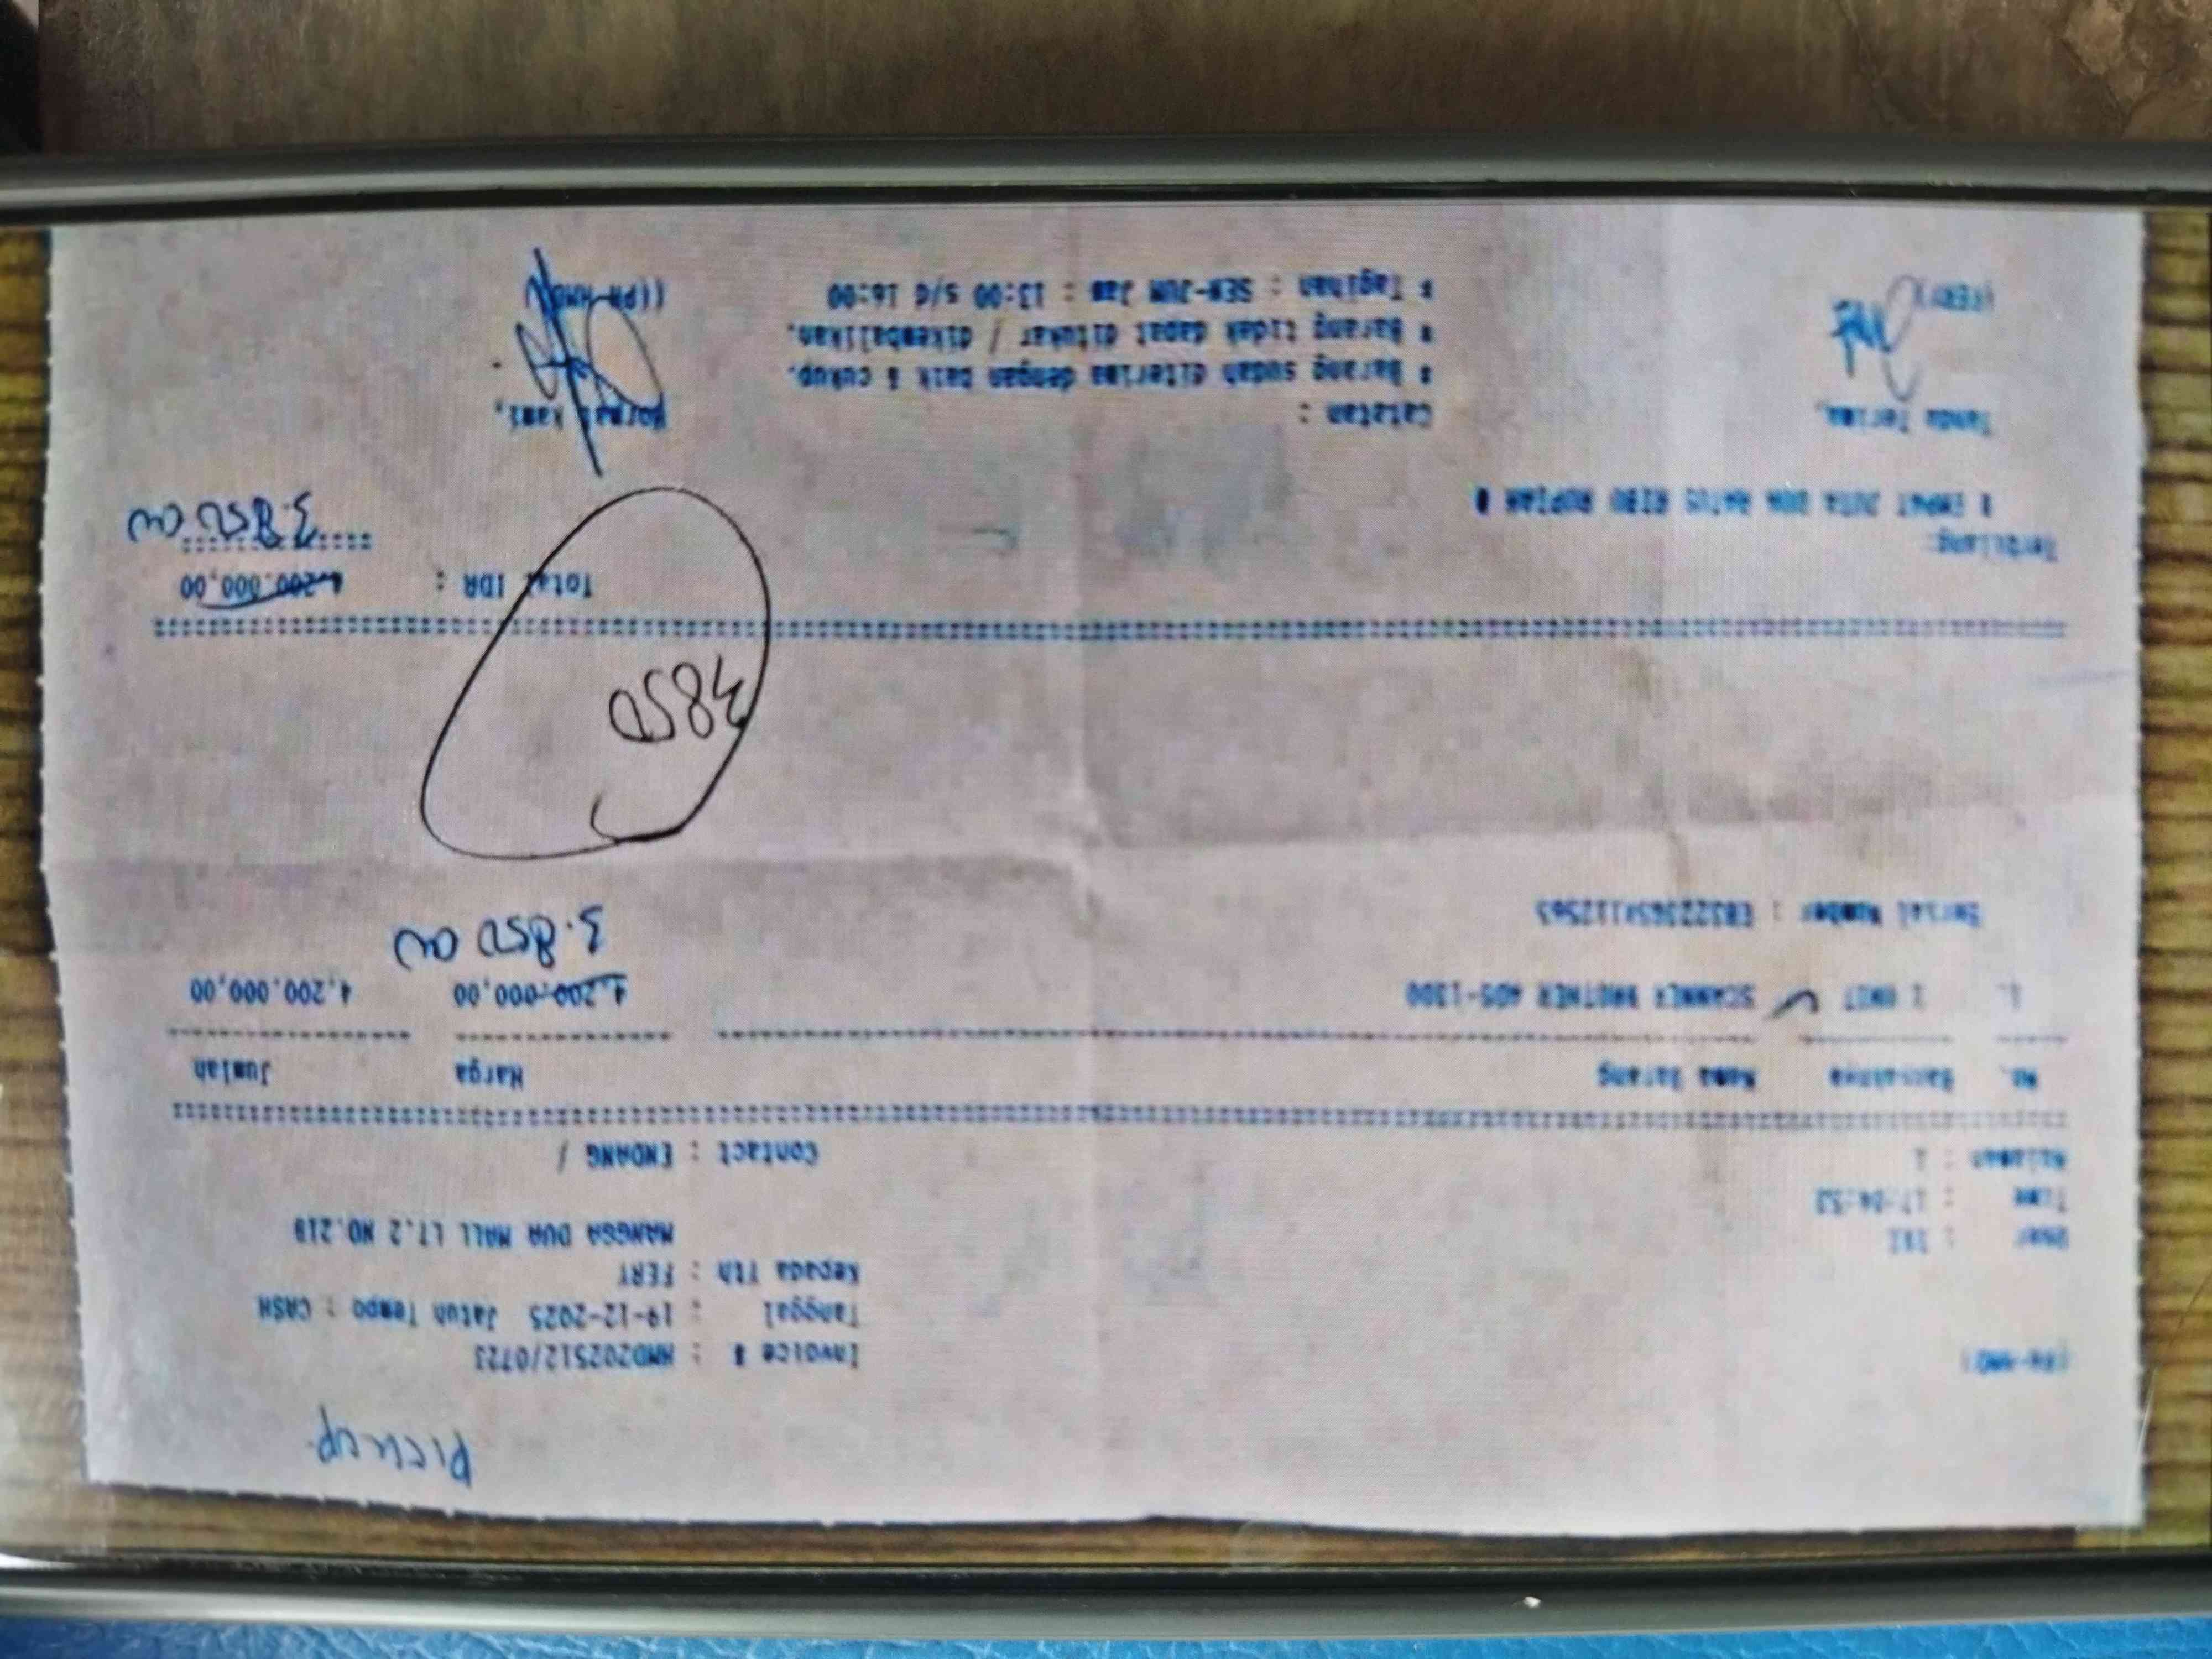 Pickup
(PH-HMD) Invoice # : HMD202512/0723
Tanggal : 19-12-2025 Jatuh Tempo : CASH
Kepada Yth : FERY
User : ISI MANGGA DUA MALL LT.2 NO.219
Time : 17:04:53
Halaman : 1 Contact : ENDANG /
No. Banyaknya Nama Barang Harga Jumlah
1. 1 UNIT SCANNER BROTHER ADS-1300 4.200.000,00 4.200.000,00
3.850 00
Serial Number :
3850
Total IDR : 4.200.000,00
Terbilang:
# EMPAT JUTA DUA RATUS RIBU RUPIAH #
3.850.00
Tanda Terima, Catatan : Hormat kami,
* Barang sudah diterima dengan baik & cukup.
* Barang tidak dapat ditukar / dikembalikan.
(FERY) * Tagihan : SEN-JUM Jam : 13:00 s/d 16:00 ((PH-HMD